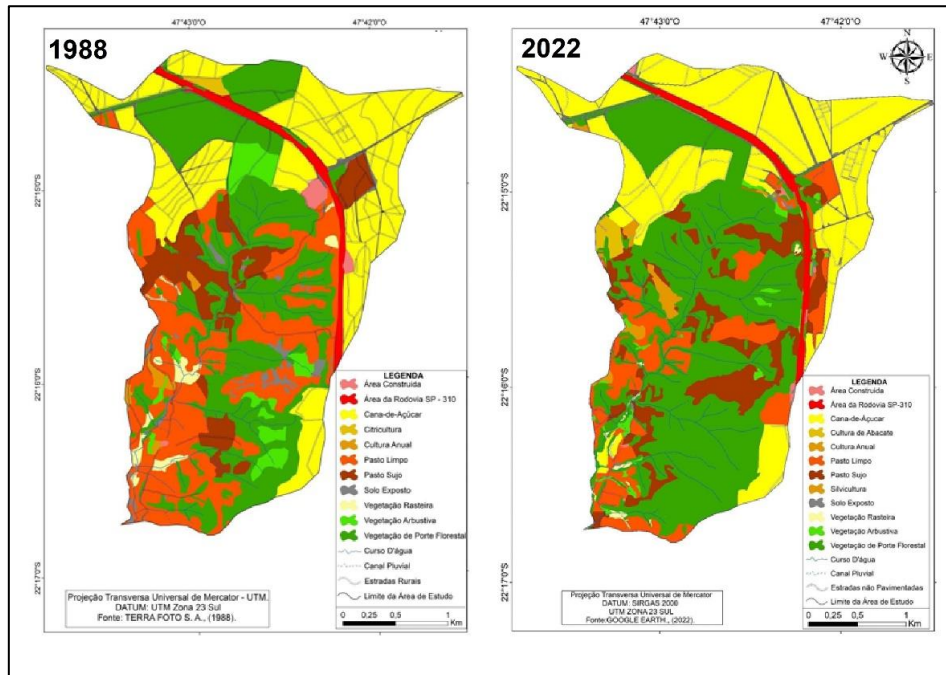 1988
47°43'0"O
47°42'0"O
22°15'0"S
22°16'0"S
22°17'0"S
LEGENDA
Área Construida
Área da Rodovia SP - 310
Cana-de-Açúcar
Citricultura
Cultura Anual
Pasto Limpo
Pasto Sujo
Solo Exposto
Vegetação Rasteira
Vegetação Arbustiva
Vegetação de Porte Florestal
Curso D'água
Canal Pluvial
Estradas Rurais
Limite da Área de Estudo
Projeção Transversa Universal de Mercator - UTM.
DATUM: UTM Zona 23 Sul
Fonte: TERRA FOTO S. A., (1988).
0 0,25 0,5 1
Km
2022
47°43'0"O
47°42'0"O
N
W E
S
22°15'0"S
22°16'0"S
22°17'0"S
LEGENDA
Área Construída
Área da Rodovia SP-310
Cana-de-Açucar
Cultura de Abacate
Cultura Anual
Pasto Limpo
Pasto Sujo
Silvicultura
Solo Exposto
Vegetação Rasteira
Vegetação Arbustiva
Vegetação de Porte Florestal
Curso D'água
Canal Pluvial
Estradas não Pavimentadas
Limite da Área de Estudo
Projeção Transversa Universal de Mercator
DATUM: SIRGAS 2000
UTM ZONA 23 SUL
Fonte:GOOGLE EARTH., (2022).
0 0,25 0,5 1
Km